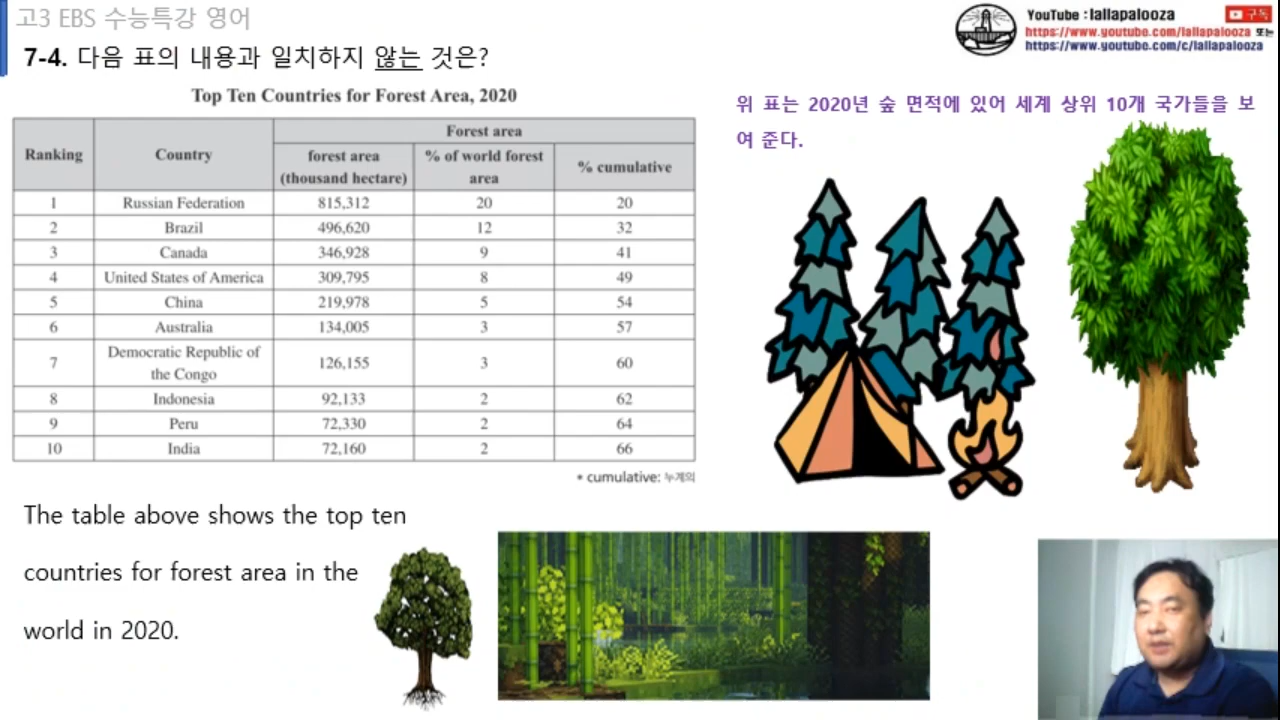 고3 EBS 수능특강 영어
YouTube : lallapalooza
구독
https://www.youtube.com/lallapalooza 또는
https://www.youtube.com/c/lallapalooza
7-4. 다음 표의 내용과 일치하지 않는 것은?
Top Ten Countries for Forest Area, 2020
Ranking Country Forest area
forest area (thousand hectare) % of world forest area % cumulative
1 Russian Federation 815,312 20 20
2 Brazil 496,620 12 32
3 Canada 346,928 9 41
4 United States of America 309,795 8 49
5 China 219,978 5 54
6 Australia 134,005 3 57
7 Democratic Republic of the Congo 126,155 3 60
8 Indonesia 92,133 2 62
9 Peru 72,330 2 64
10 India 72,160 2 66
* cumulative: 누계의
위 표는 2020년 숲 면적에 있어 세계 상위 10개 국가들을 보
여 준다.
The table above shows the top ten
countries for forest area in the
world in 2020.